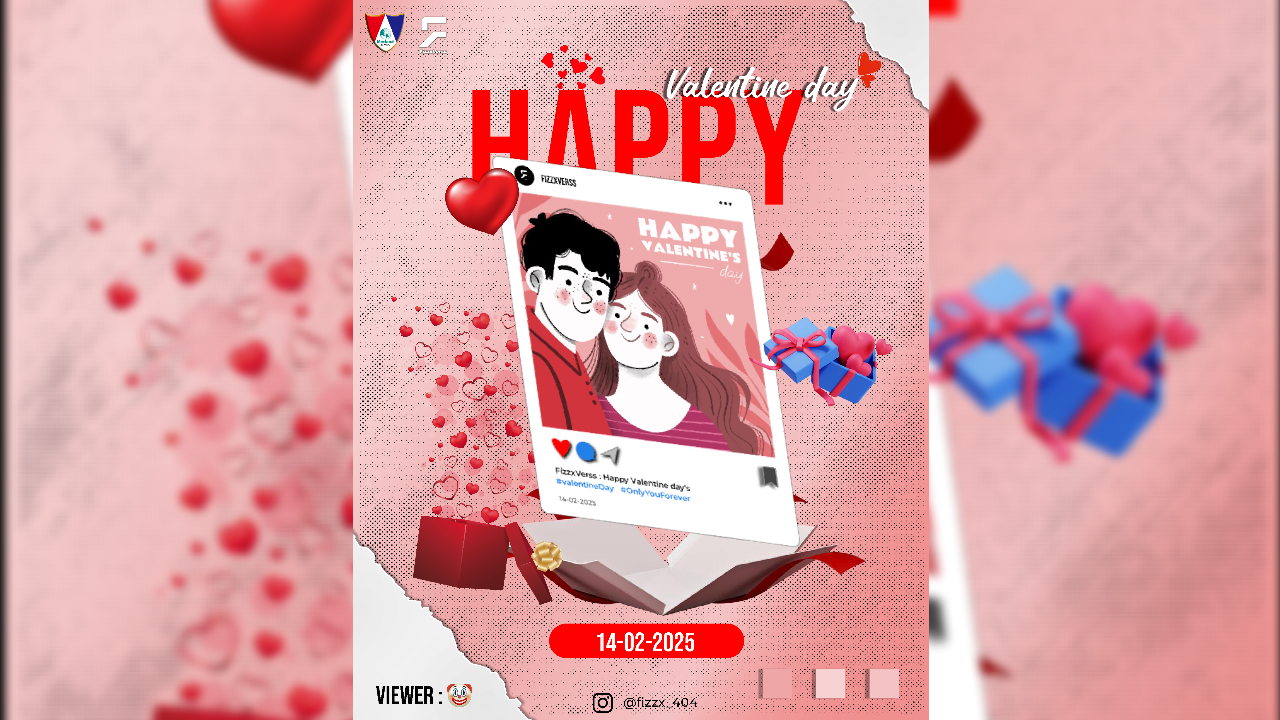 Valentine day
HAPPY
FIZZXVERSS
HAPPY
VALENTINE'S
day
FizzxVerss : Happy Valentine day's
#valentineDay #OnlyYouForever
14-02-2025
14-02-2025
VIEWER : 🤡
@fizzx_404